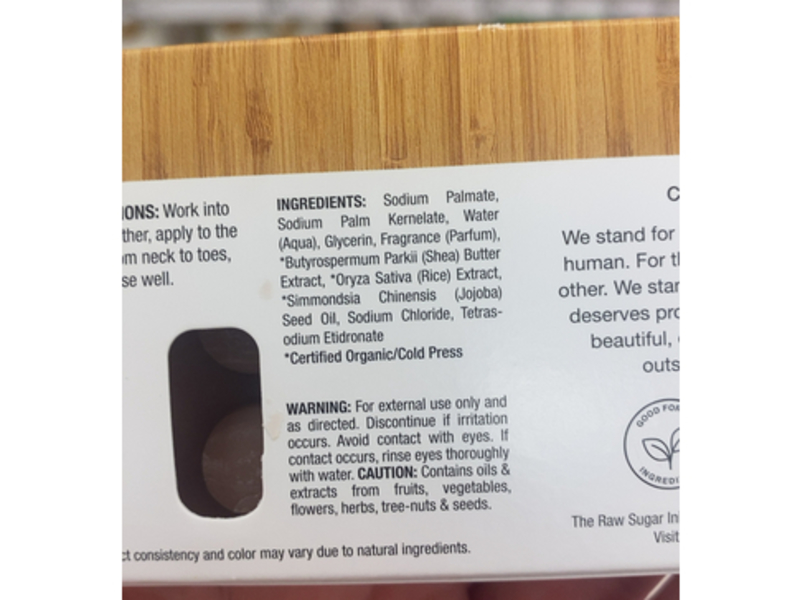 IONS: Work into
ther, apply to the
m neck to toes,
se well.
INGREDIENTS: Sodium Palmate,
Sodium Palm Kernelate, Water
(Aqua), Glycerin, Fragrance (Parfum),
*Butyrospermum Parkii (Shea) Butter
Extract, *Oryza Sativa (Rice) Extract,
*Simmondsia Chinensis (Jojoba)
Seed Oil, Sodium Chloride, Tetras-
odium Etidronate
*Certified Organic/Cold Press
WARNING: For external use only and
as directed. Discontinue if irritation
occurs. Avoid contact with eyes. If
contact occurs, rinse eyes thoroughly
with water. CAUTION: Contains oils &
extracts from fruits, vegetables,
flowers, herbs, tree-nuts & seeds.
ct consistency and color may vary due to natural ingredients.
C
We stand for
human. For th
other. We star
deserves pro
beautiful,
outs
GOOD FOR
INGREDI
The Raw Sugar In
Visit